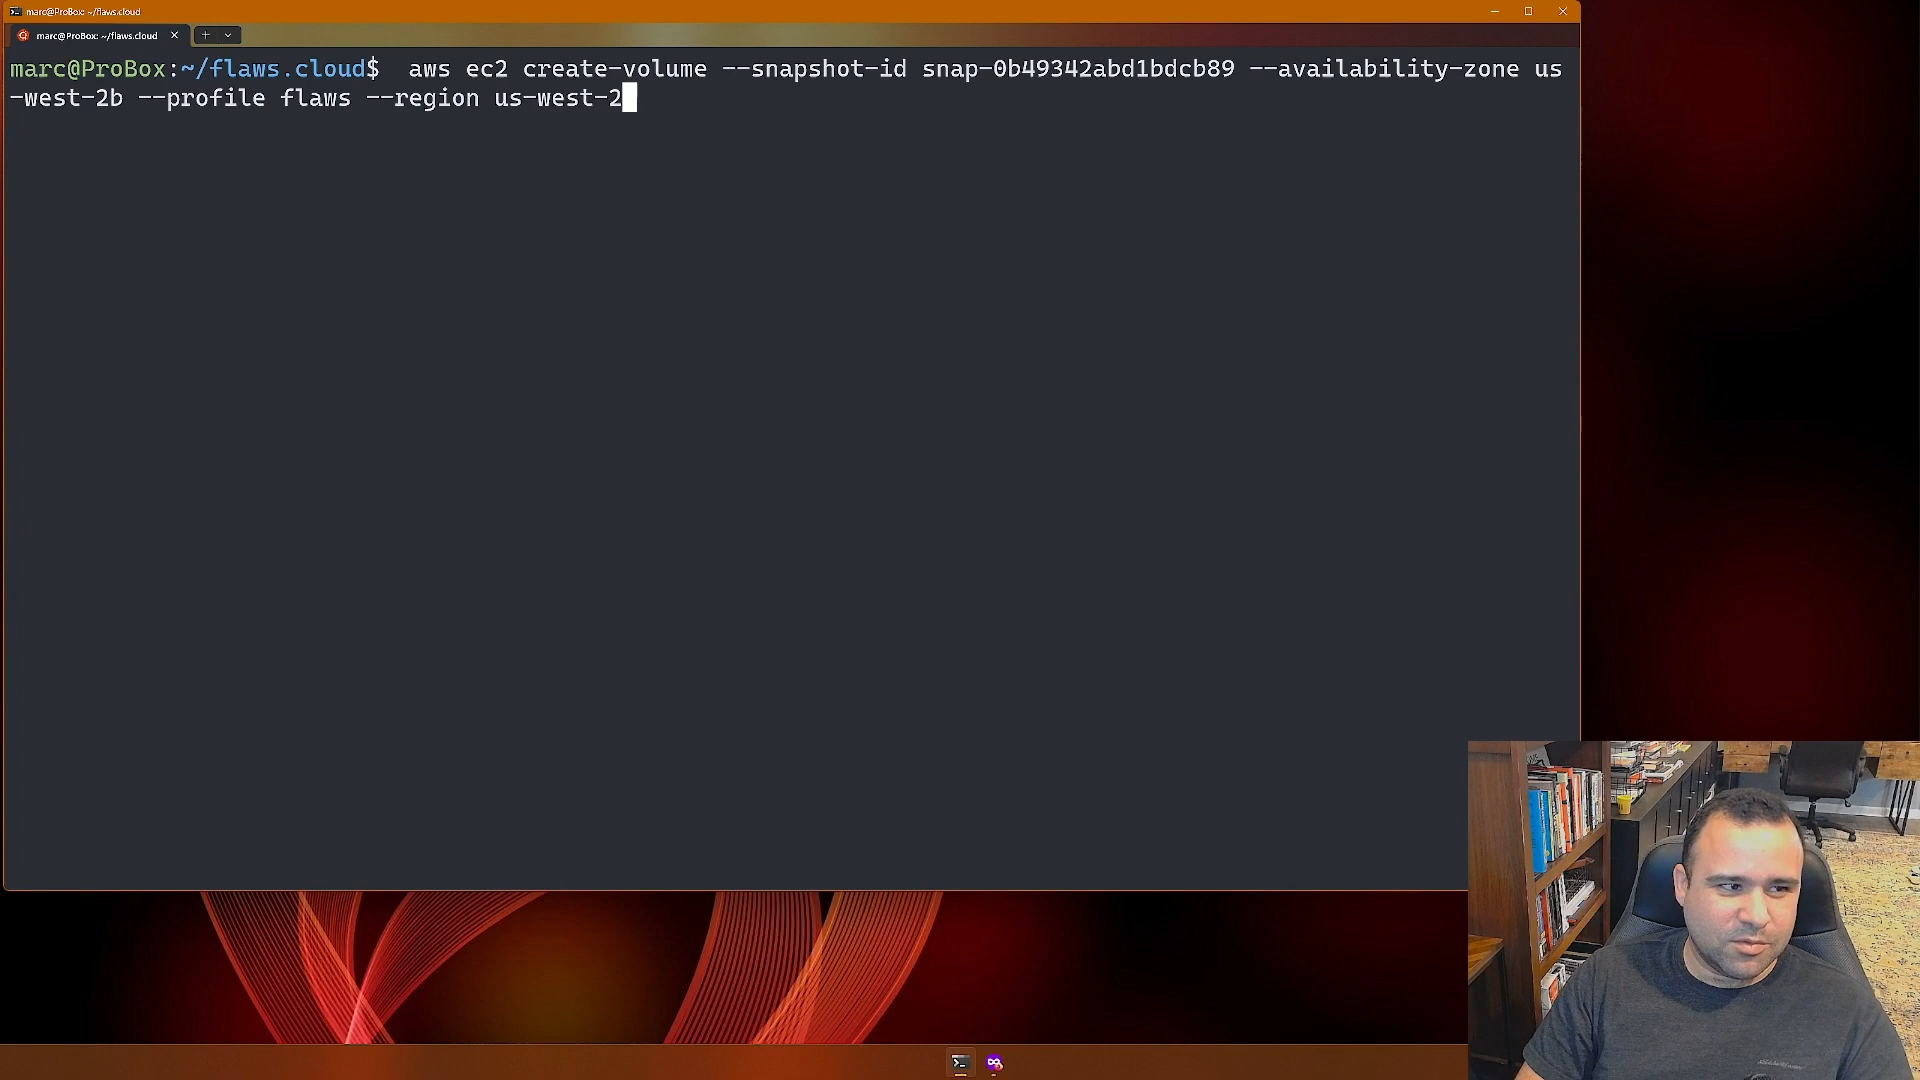 marc@ProBox: ~/flaws.cloud
marc@ProBox: ~/flaws.cloud
marc@ProBox:~/flaws.cloud$  aws ec2 create-volume --snapshot-id snap-0b49342abd1bdcb89 --availability-zone us
-west-2b --profile flaws --region us-west-2